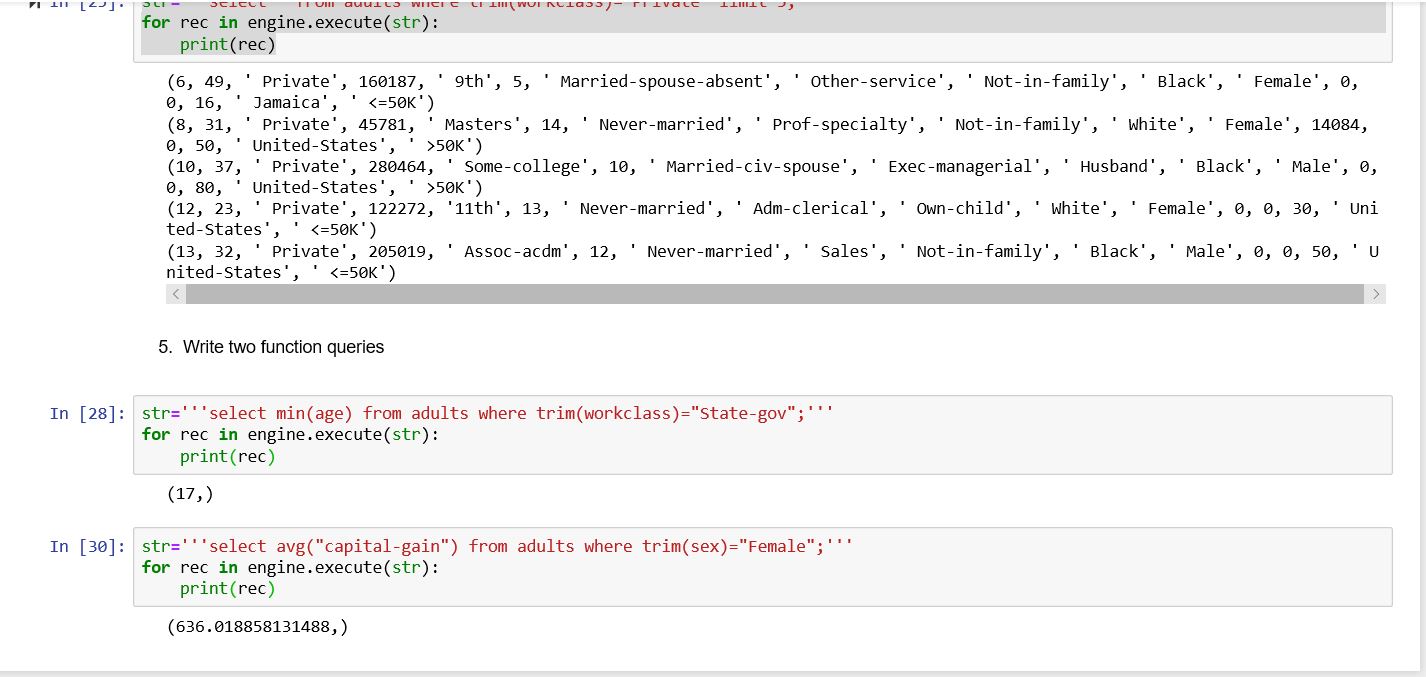 for rec in engine.execute(str):
print(rec)
(6, 49, ' Private', 160187, ' 9th', 5, ' Married-spouse-absent', ' Other-service', ' Not-in-family', ' Black', ' Female', 0,
0, 16, ' Jamaica', ' <=50K')
(8, 31, ' Private', 45781, ' Masters', 14, ' Never-married', ' Prof-specialty', ' Not-in-family', ' White', ' Female', 14084,
0, 50, ' United-States', ' >50K')
(10, 37, ' Private', 280464, ' Some-college', 10, ' Married-civ-spouse', ' Exec-managerial', ' Husband', ' Black', ' Male', 0,
0, 80, ' United-States', ' >50K')
(12, 23, ' Private', 122272, '11th', 13, ' Never-married', ' Adm-clerical', ' Own-child', ' White', ' Female', 0, 0, 30, ' Uni
ted-States', ' <=50K')
(13, 32, ' Private', 205019, ' Assoc-acdm', 12, ' Never-married', ' Sales', ' Not-in-family', ' Black', ' Male', 0, 0, 50, ' U
nited-States', ' <=50K')
5. Write two function queries
In [28]: str='''select min(age) from adults where trim(workclass)="State-gov";'''
for rec in engine.execute(str):
print(rec)
(17,)
In [30]: str='''select avg("capital-gain") from adults where trim(sex)="Female";'''
for rec in engine.execute(str):
print(rec)
(636.018858131488,)